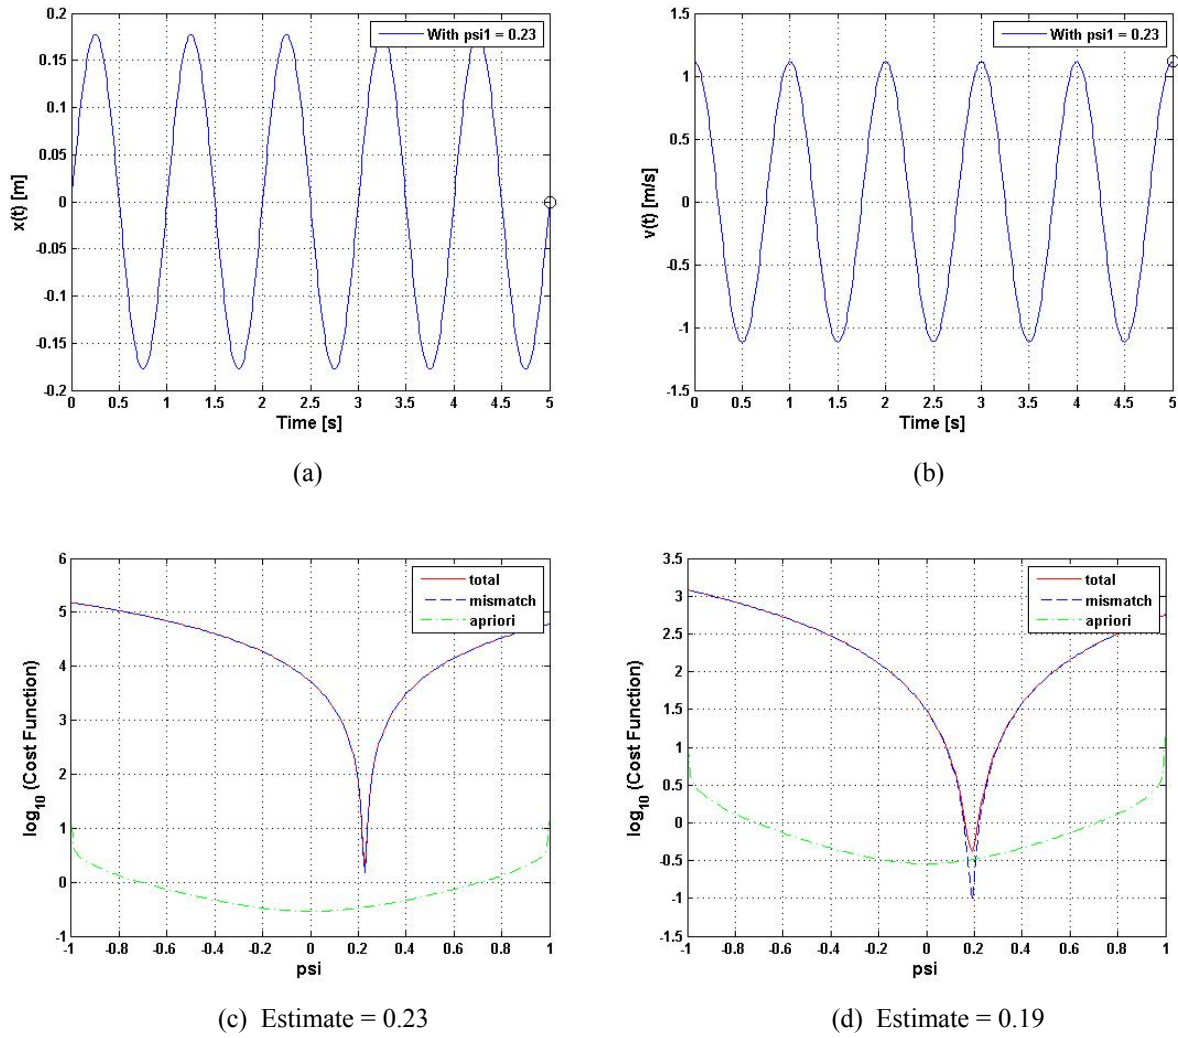 0.2
0.15
0.1
0.05
0
-0.05
-0.1
-0.15
-0.2
x(t) [m]
With psi1 = 0.23
0 0.5 1 1.5 2 2.5 3 3.5 4 4.5 5
Time [s]
(a)
1.5
1
0.5
0
-0.5
-1
-1.5
v(t) [m/s]
With psi1 = 0.23
0 0.5 1 1.5 2 2.5 3 3.5 4 4.5 5
Time [s]
(b)
6
5
4
3
2
1
0
-1
log10 (Cost Function)
total
mismatch
apriori
-1 -0.8 -0.6 -0.4 -0.2 0 0.2 0.4 0.6 0.8 1
psi
(c) Estimate = 0.23
3.5
3
2.5
2
1.5
1
0.5
0
-0.5
-1
-1.5
log10 (Cost Function)
total
mismatch
apriori
-1 -0.8 -0.6 -0.4 -0.2 0 0.2 0.4 0.6 0.8 1
psi
(d) Estimate = 0.19